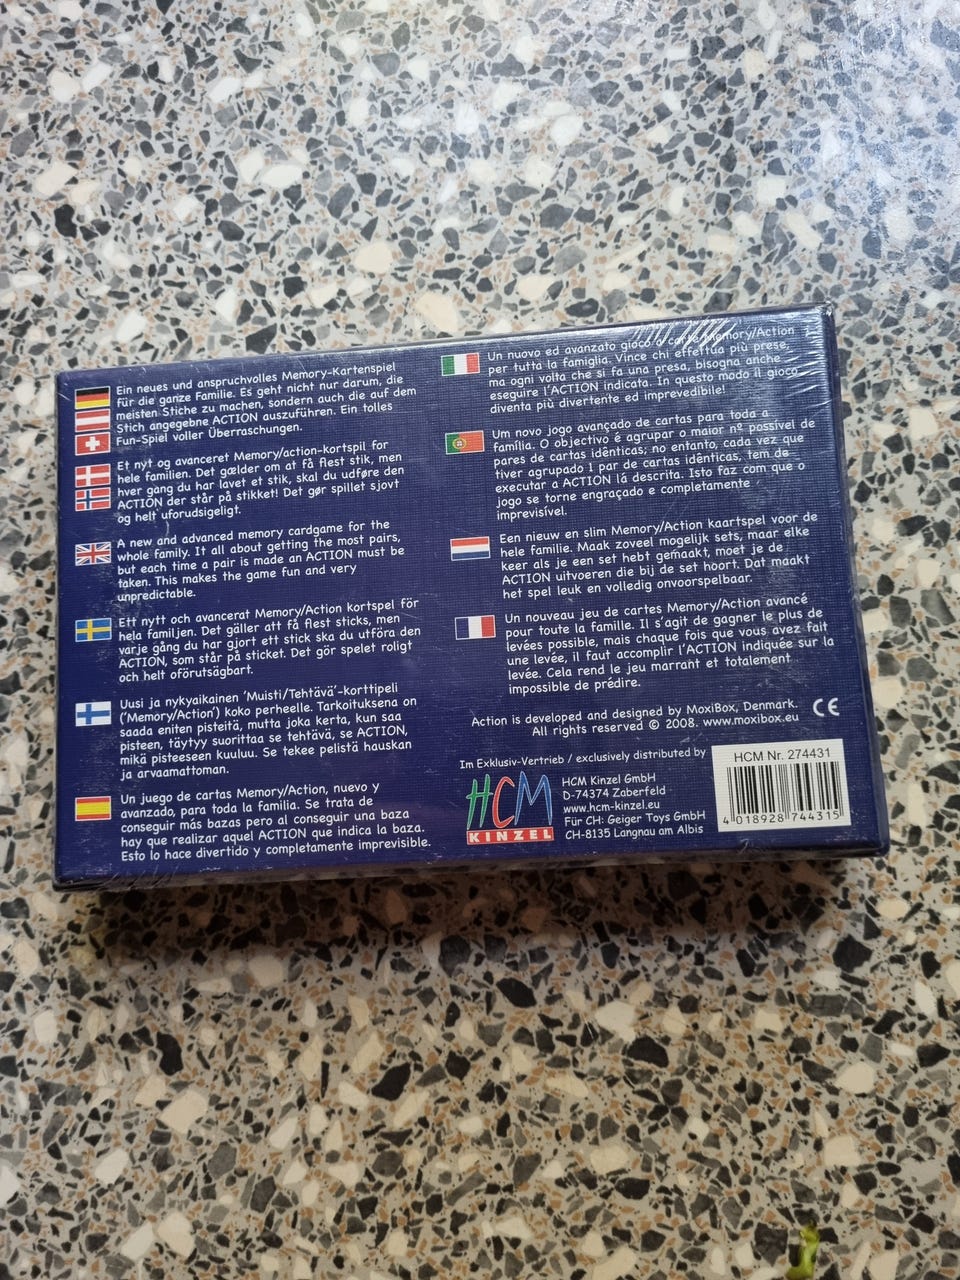 Ein neues und anspruchvolles Memory-Kartenspiel
für die ganze Familie. Es geht nicht nur darum, die
meisten Stiche zu machen, sondern auch die auf dem
Stich angegebne ACTION auszuführen. Ein tolles
Fun-Spiel voller Überraschungen.
Et nyt og avanceret Memory/action-kortspil for
hele familien. Det gælder om at få flest stik, men
hver gang du har lavet et stik, skal du udføre den
ACTION der står på stikket! Det gør spillet sjovt
og helt uforudsigeligt.
A new and advanced memory cardgame for the
whole family. It all about getting the most pairs,
but each time a pair is made an ACTION must be
taken. This makes the game fun and very
unpredictable.
Ett nytt och avancerat Memory/Action kortspel för
hela familjen. Det gäller att få flest sticks, men
varje gång du har gjort ett stick ska du utföra den
ACTION, som står på sticket. Det gör spelet roligt
och helt oförutsägbart.
Uusi ja nykyaikainen 'Muisti/Tehtävä'-korttipeli
('Memory/Action') koko perheelle. Tarkoituksena on
saada eniten pisteitä, mutta joka kerta, kun saa
pisteen, täytyy suorittaa se tehtävä, se ACTION,
mikä pisteeseen kuuluu. Se tekee pelistä hauskan
ja arvaamattoman.
Un juego de cartas Memory/Action, nuevo y
avanzado, para toda la familia. Se trata de
conseguir más bazas pero al conseguir una baza
hay que realizar aquel ACTION que indica la baza.
Esto lo hace divertido y completamente imprevisible.
Un nuovo ed avanzato gioco di carte Memory/Action
per tutta la famiglia. Vince chi effettua più prese,
ma ogni volta che si fa una presa, bisogna anche
eseguire l'ACTION indicata. In questo modo il gioco
diventa più divertente ed imprevedibile!
Um novo jogo avançado de cartas para toda a
família. O objectivo é agrupar o maior nº possível de
pares de cartas idênticas; no entanto, cada vez que
tiver agrupado 1 par de cartas idênticas, tem de
executar a ACTION lá descrita. Isto faz com que o
jogo se torne engraçado e completamente
imprevisível.
Een nieuw en slim Memory/Action kaartspel voor de
hele familie. Maak zoveel mogelijk sets, maar elke
keer als je een set hebt gemaakt, moet je de
ACTION uitvoeren die bij de set hoort. Dat maakt
het spel leuk en volledig onvoorspelbaar.
Un nouveau jeu de cartes Memory/Action avancé
pour toute la famille. Il s'agit de gagner le plus de
levées possible, mais chaque fois que vous avez fait
une levée, il faut accomplir l'ACTION indiquée sur la
levée. Cela rend le jeu marrant et totalement
impossible de prédire.
Action is developed and designed by MoxiBox, Denmark.
All rights reserved © 2008. www.moxibox.eu
CE
Im Exklusiv-Vertrieb / exclusively distributed by
HCM
KINZEL
HCM Kinzel GmbH
D-74374 Zaberfeld
www.hcm-kinzel.eu
Für CH: Geiger Toys GmbH
CH-8135 Langnau am Albis
HCM Nr. 274431
4 018928 744315